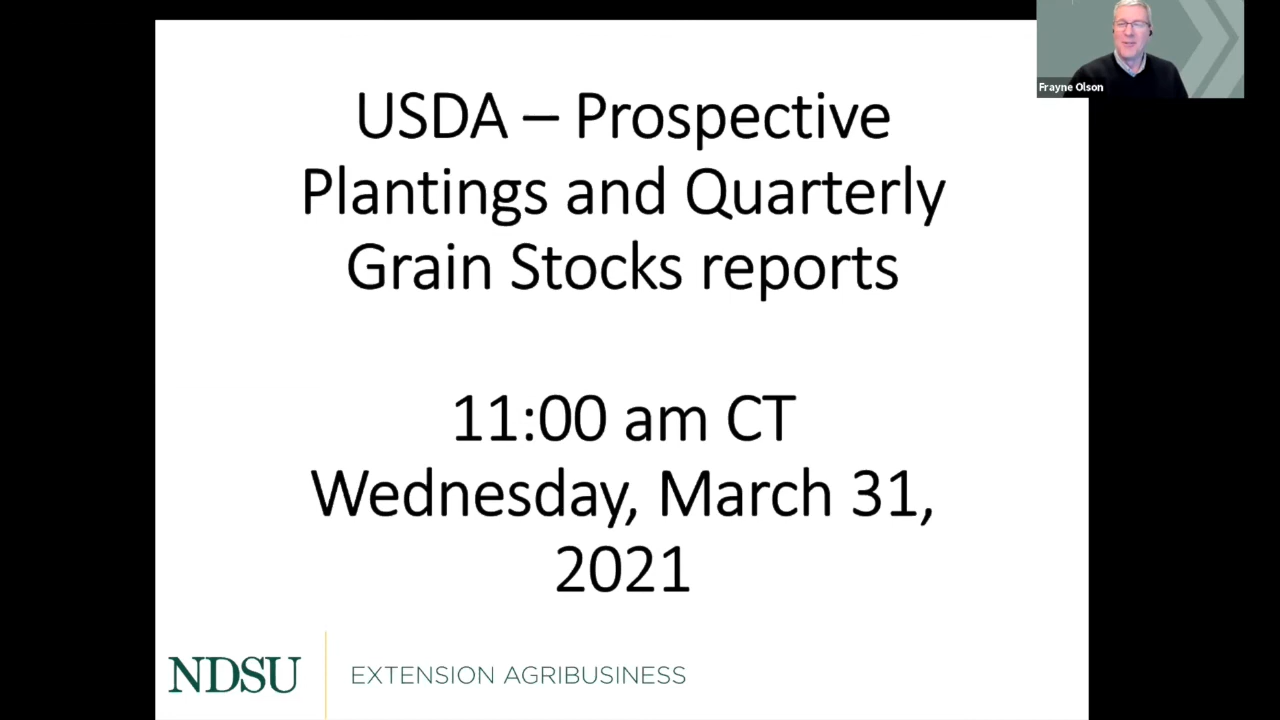 Frayne Olson
USDA – Prospective
Plantings and Quarterly
Grain Stocks reports
11:00 am CT
Wednesday, March 31,
2021
NDSU
EXTENSION AGRIBUSINESS